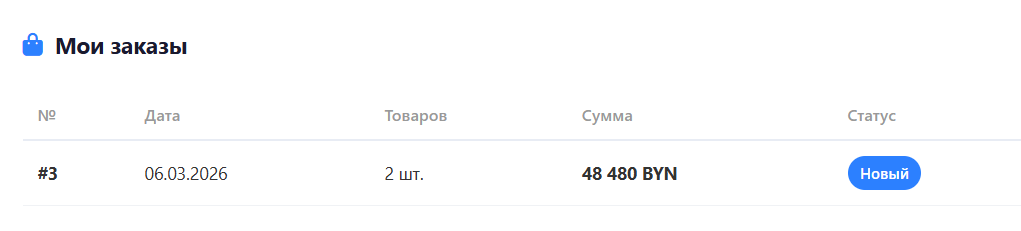 Мои заказы
№ Дата Товаров Сумма Статус
#3 06.03.2026 2 шт. 48 480 BYN Новый